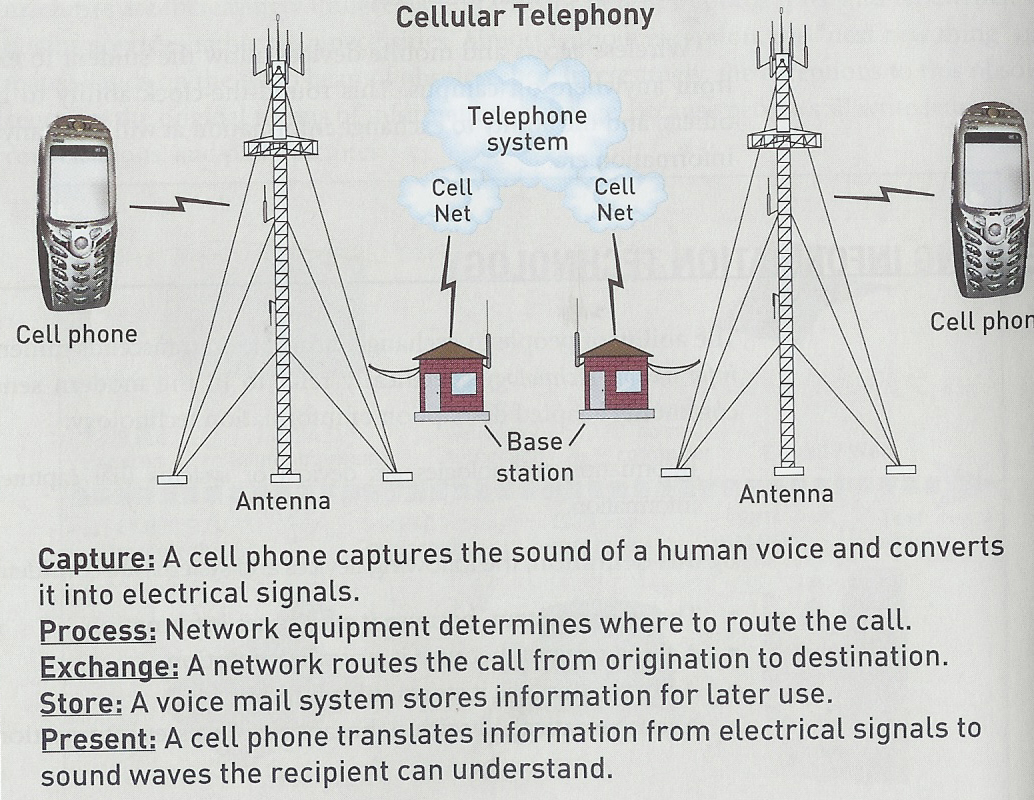 Cellular Telephony
Telephone
system
Cell
Net
Cell
Net
Cell phone
Cell phon
Base
station
Antenna
Antenna
Capture: A cell phone captures the sound of a human voice and converts
it into electrical signals.
Process: Network equipment determines where to route the call.
Exchange: A network routes the call from origination to destination.
Store: A voice mail system stores information for later use.
Present: A cell phone translates information from electrical signals to
sound waves the recipient can understand.